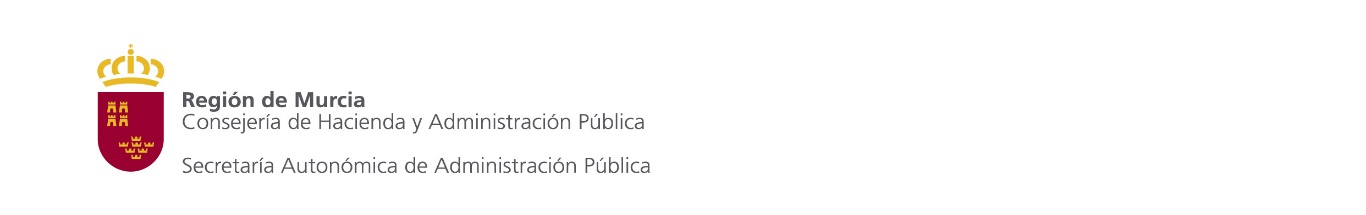 Región de Murcia
Consejería de Hacienda y Administración Pública
Secretaría Autonómica de Administración Pública